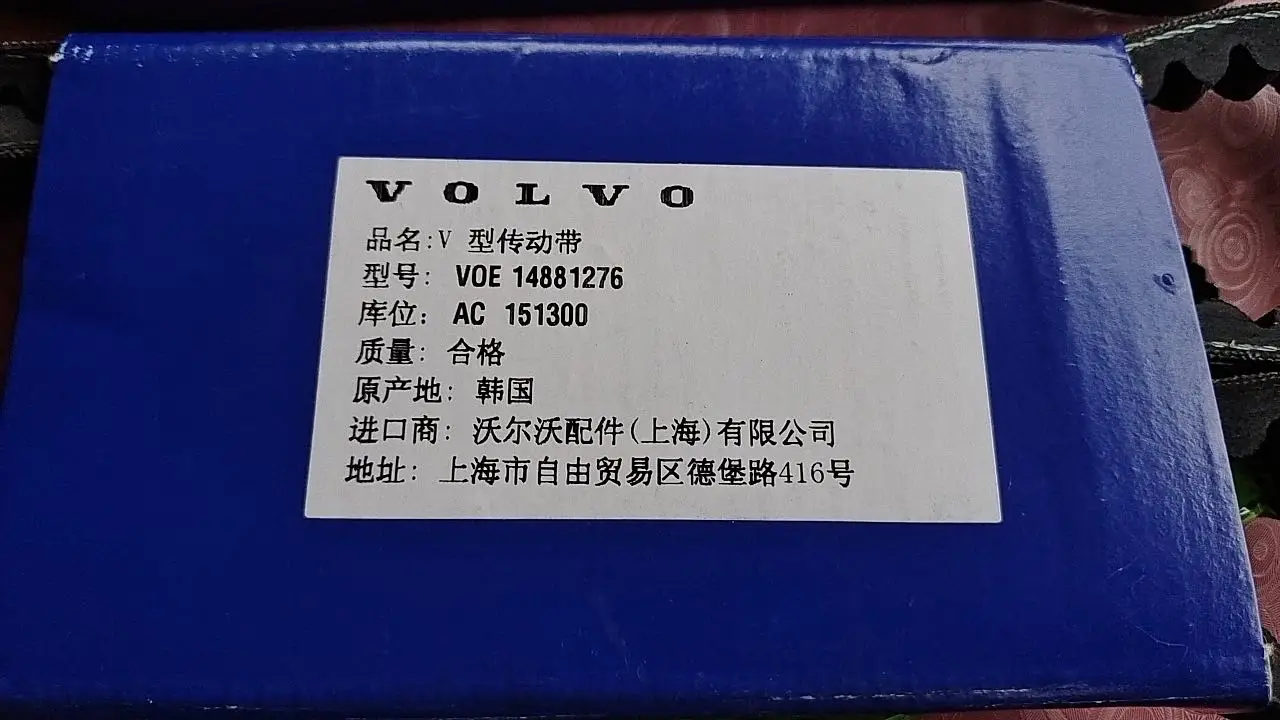 VOLVO
品名:V 型传动带
型号: VOE 14881276
库位: AC 151300
质量: 合格
原产地: 韩国
进口商: 沃尔沃配件(上海)有限公司
地址: 上海市自由贸易区德堡路416号